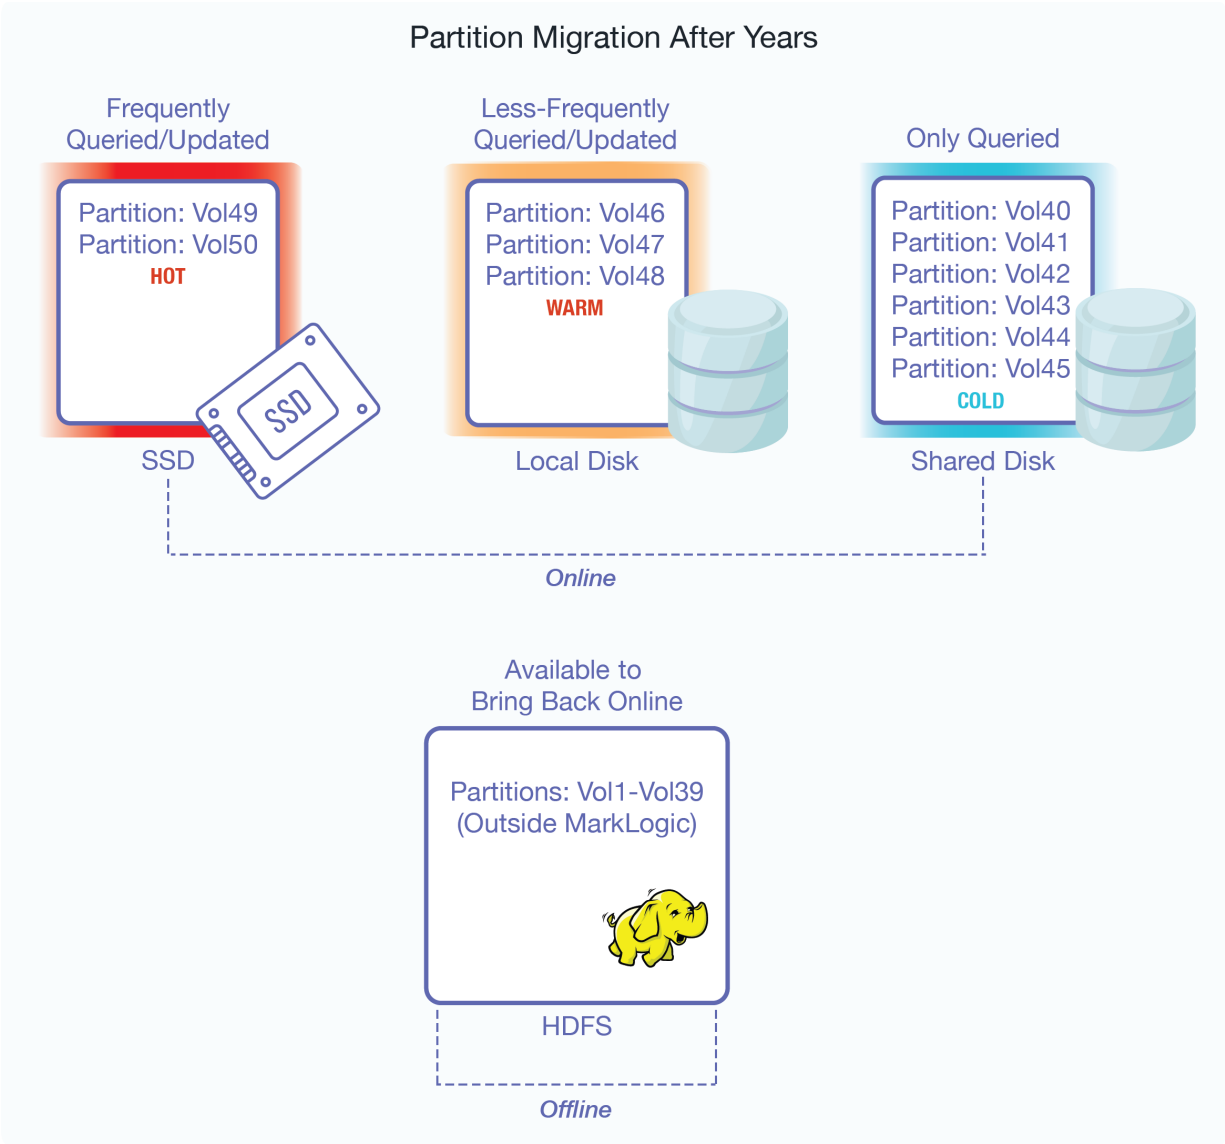 Partition Migration After Years
Frequently
Queried/Updated
Partition: Vol49
Partition: Vol50
HOT
SSD
SSD
Less-Frequently
Queried/Updated
Partition: Vol46
Partition: Vol47
Partition: Vol48
WARM
Local Disk
Only Queried
Partition: Vol40
Partition: Vol41
Partition: Vol42
Partition: Vol43
Partition: Vol44
Partition: Vol45
COLD
Shared Disk
Online
Available to
Bring Back Online
Partitions: Vol1-Vol39
(Outside MarkLogic)
HDFS
Offline